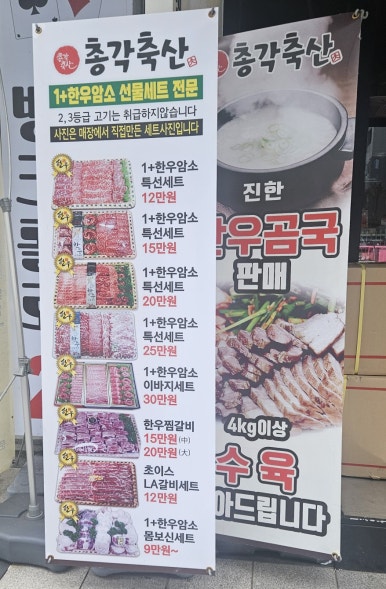 총각축산
1+한우암소 선물세트 전문
2, 3등급 고기는 취급하지않습니다
사진은 매장에서 직접만든 세트사진입니다
1+한우암소
특선세트
12만원
1+한우암소
특선세트
15만원
1+한우암소
특선세트
20만원
1+한우암소
특선세트
25만원
1+한우암소
이바지세트
30만원
한우찜갈비
15만원(中)
20만원(大)
초이스
LA갈비세트
12만원
1+한우암소
몸보신세트
9만원~
총각축산
진한
한우곰국
판매
4kg이상
수육
아드립니다